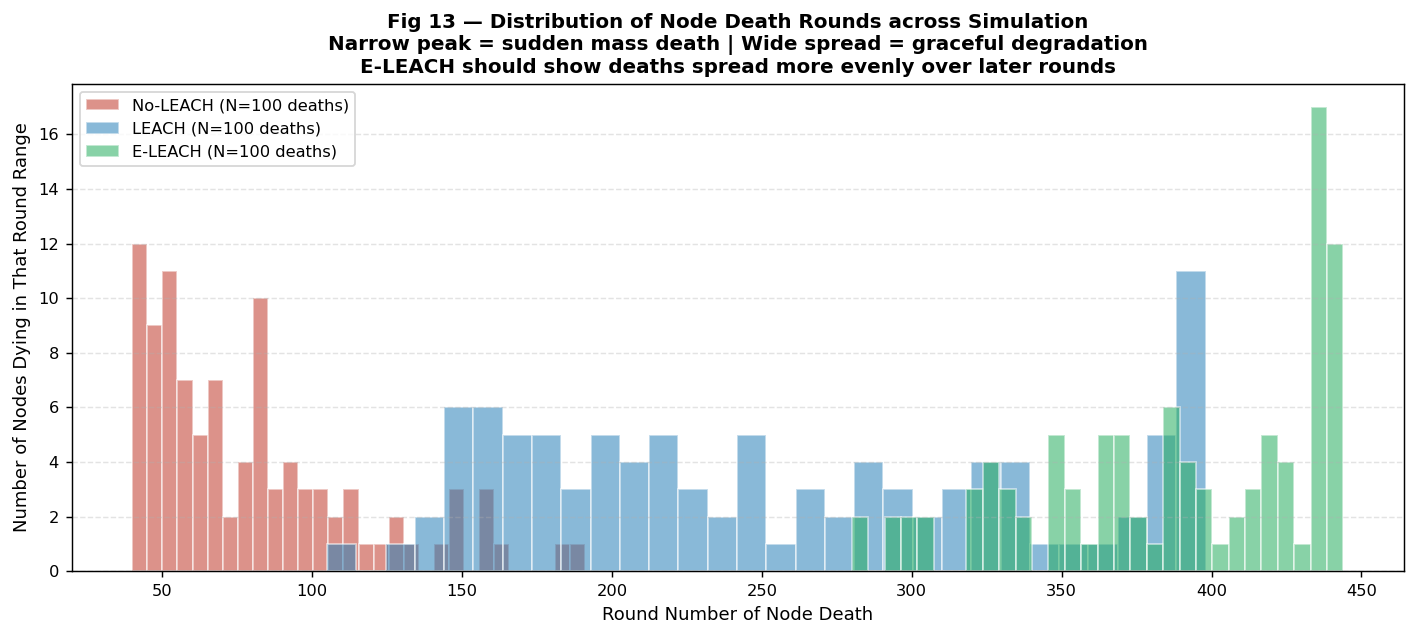 Fig 13 — Distribution of Node Death Rounds across Simulation
Narrow peak = sudden mass death | Wide spread = graceful degradation
E-LEACH should show deaths spread more evenly over later rounds
No-LEACH (N=100 deaths)
LEACH (N=100 deaths)
E-LEACH (N=100 deaths)
Number of Nodes Dying in That Round Range
16
14
12
10
8
6
4
2
0
50
100
150
200
250
300
350
400
450
Round Number of Node Death